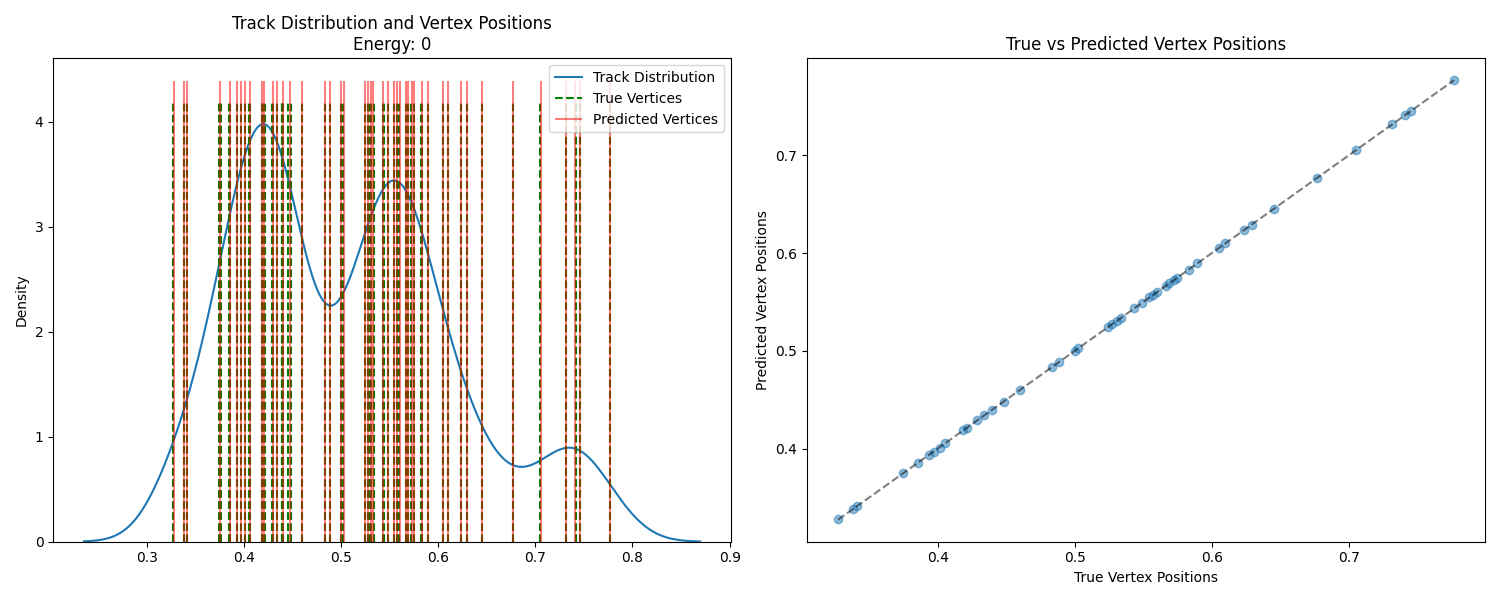 Track Distribution and Vertex Positions
Energy: 0
Track Distribution
True Vertices
Predicted Vertices
Density
4
3
2
1
0
0.3 0.4 0.5 0.6 0.7 0.8 0.9
True vs Predicted Vertex Positions
Predicted Vertex Positions
0.7
0.6
0.5
0.4
0.4 0.5 0.6 0.7
True Vertex Positions